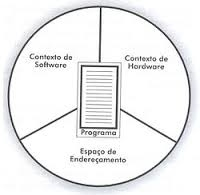 Contexto de
Software
Contexto de
Hardware
Programa
Espaço de
Endereçamento